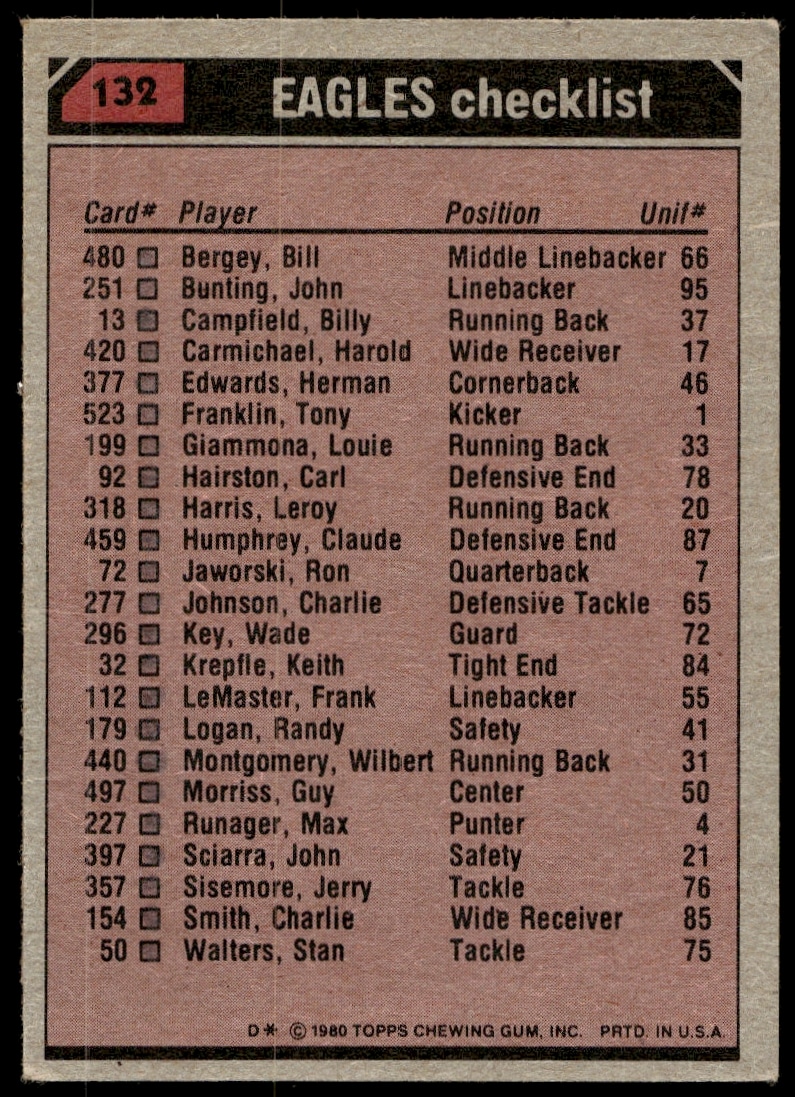 132 EAGLES checklist
Card# Player Position Unif#
480 Bergey, Bill Middle Linebacker 66
251 Bunting, John Linebacker 95
13 Campfield, Billy Running Back 37
420 Carmichael, Harold Wide Receiver 17
377 Edwards, Herman Cornerback 46
523 Franklin, Tony Kicker 1
199 Giammona, Louie Running Back 33
92 Hairston, Carl Defensive End 78
318 Harris, Leroy Running Back 20
459 Humphrey, Claude Defensive End 87
72 Jaworski, Ron Quarterback 7
277 Johnson, Charlie Defensive Tackle 65
296 Key, Wade Guard 72
32 Krepfle, Keith Tight End 84
112 LeMaster, Frank Linebacker 55
179 Logan, Randy Safety 41
440 Montgomery, Wilbert Running Back 31
497 Morriss, Guy Center 50
227 Runager, Max Punter 4
397 Sciarra, John Safety 21
357 Sisemore, Jerry Tackle 76
154 Smith, Charlie Wide Receiver 85
50 Walters, Stan Tackle 75
D* © 1980 TOPPS CHEWING GUM, INC. PRTD. IN U.S.A.